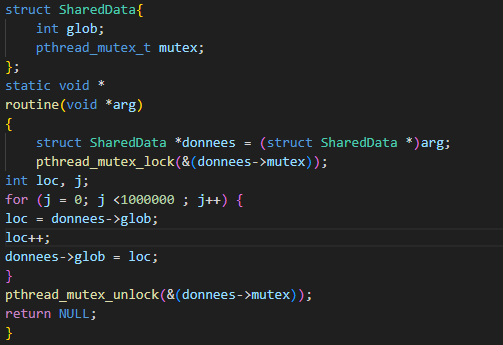 struct SharedData{
    int glob;
    pthread_mutex_t mutex;
};
static void *
routine(void *arg)
{
    struct SharedData *donnees = (struct SharedData *)arg;
    pthread_mutex_lock(&(donnees->mutex));
int loc, j;
for (j = 0; j <1000000 ; j++) {
loc = donnees->glob;
loc++;
donnees->glob = loc;
}
pthread_mutex_unlock(&(donnees->mutex));
return NULL;
}